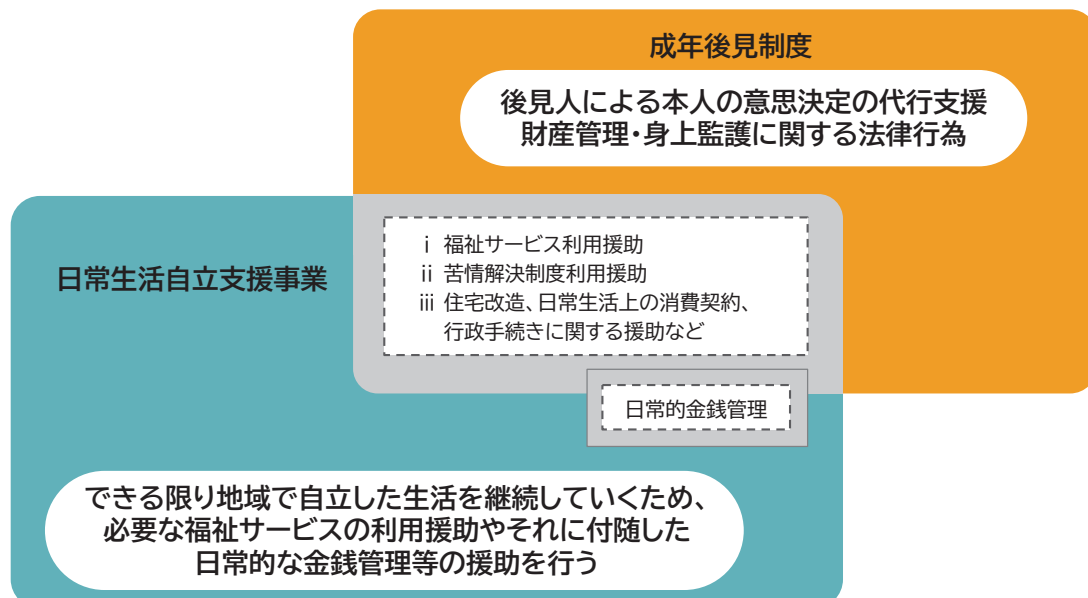 成年後見制度
後見人による本人の意思決定の代行支援
財産管理・身上監護に関する法律行為
日常生活自立支援事業
ⅰ 福祉サービス利用援助
ⅱ 苦情解決制度利用援助
ⅲ 住宅改造、日常生活上の消費契約、
行政手続きに関する援助など
日常的金銭管理
できる限り地域で自立した生活を継続していくため、
必要な福祉サービスの利用援助やそれに付随した
日常的な金銭管理等の援助を行う